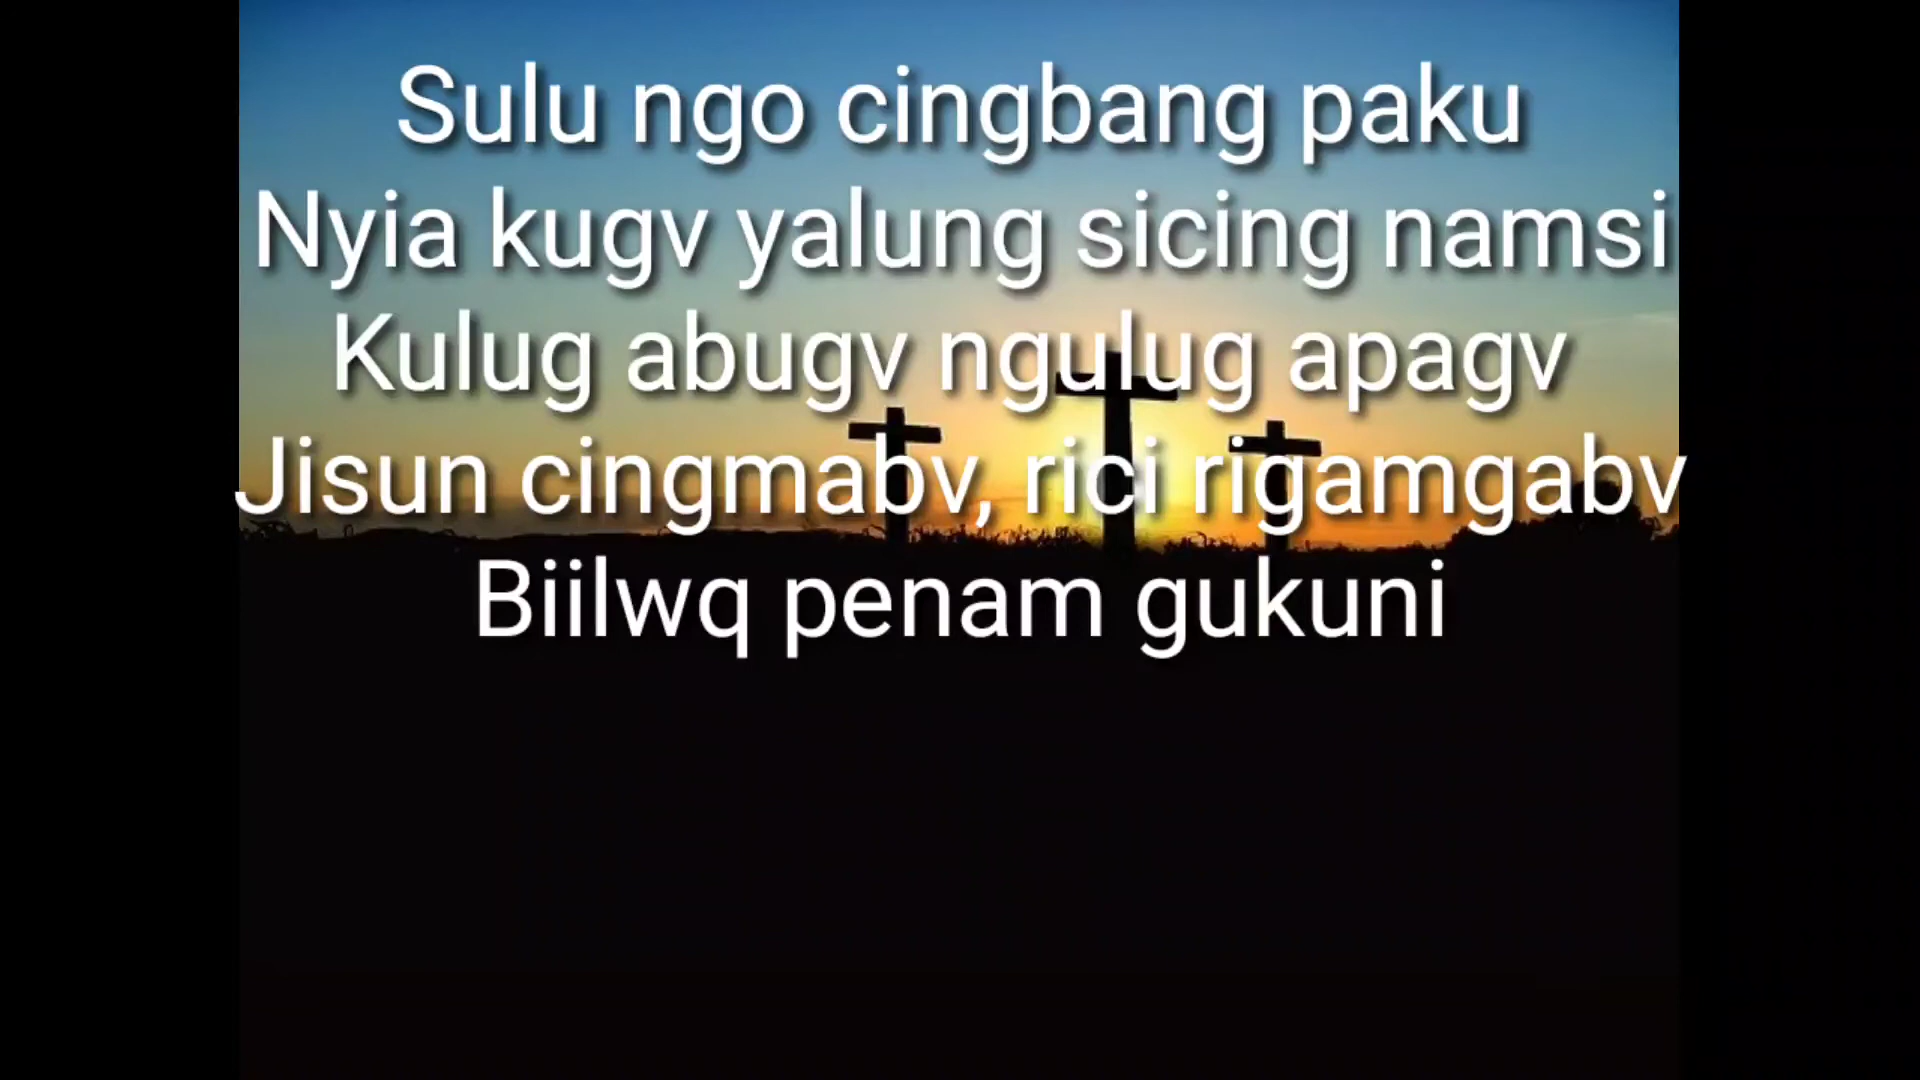 Sulu ngo cingbang paku
Nyia kugv yalung sicing namsi
Kulug abugv ngulug apagv
Jisun cingmabv, rici rigamgabv
Biilwq penam gukuni